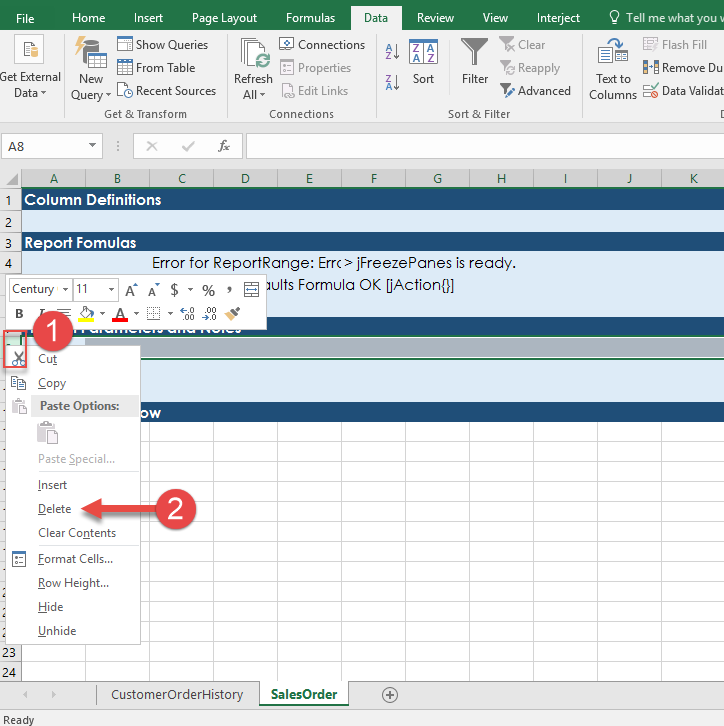 File Home Insert Page Layout Formulas Data Review View Interject Tell me what you w
Get External Data
New Query
Show Queries
From Table
Recent Sources
Get & Transform
Refresh All
Connections
Properties
Edit Links
Connections
Sort
Filter
Clear
Reapply
Advanced
Sort & Filter
Text to Columns
Flash Fill
Remove Du
Data Validat
A8 fx
A B C D E F G H I J K
1 Column Definitions
2
3 Report Fomulas
4 Error for ReportRange: Errc > jFreezePanes is ready.
aults Formula OK [jAction{}]
Century 11 A A $ % ,
B I A .00
Parameters and Notes
1
Cut
Copy
Paste Options:
ow
Paste Special...
Insert
Delete 2
Clear Contents
Format Cells...
Row Height...
Hide
Unhide
23
24
CustomerOrderHistory SalesOrder
Ready